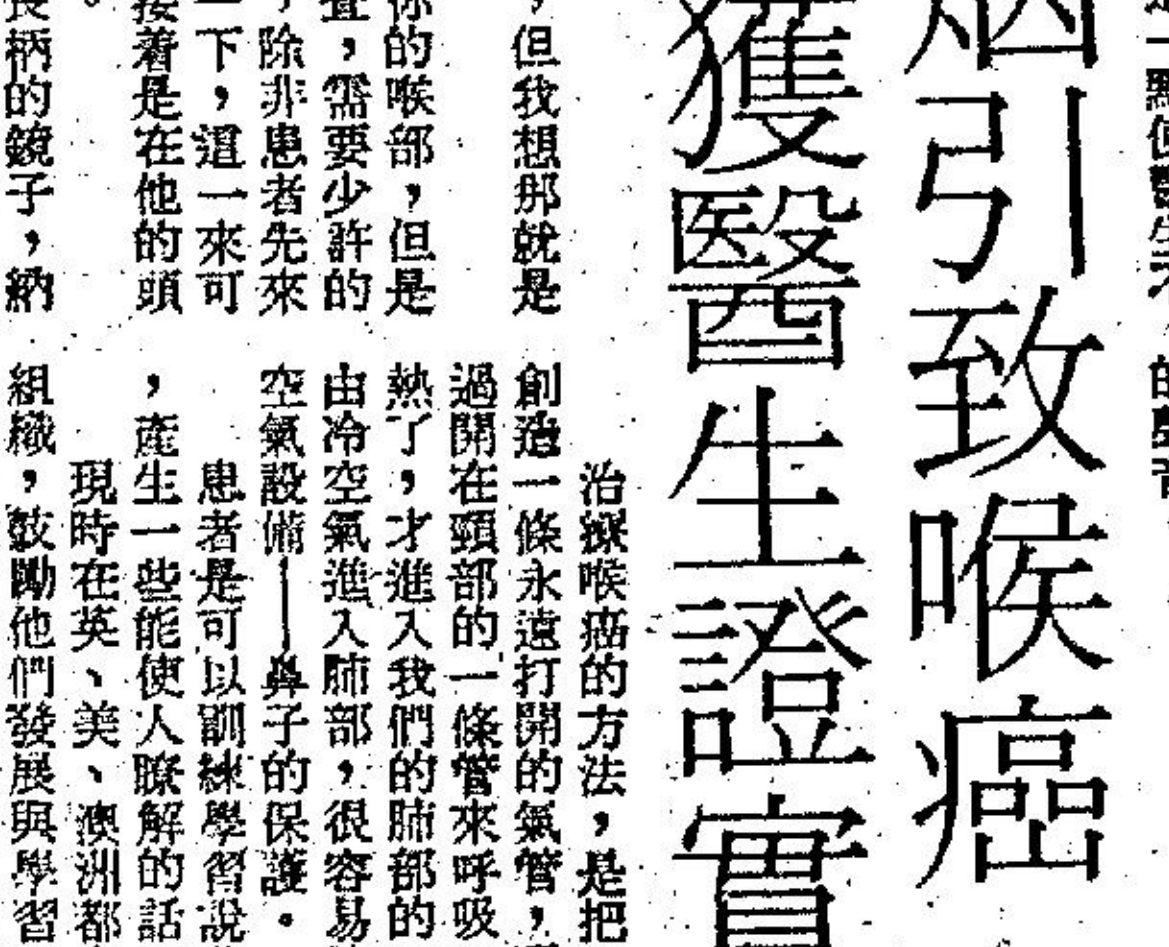 一點使醫生不
烟引致喉癌
獲醫生證實
，但我想那就是
你的喉部，但是
查，需要少許的
，除非患者先來
一下，這一來可
接着是在他的頭
。
長柄的鏡子，納
治療喉癌的方法，是把
創造一條永遠打開的氣管，
過開在頸部的一條管來呼吸
熱了，才進入我們的肺部的
由冷空氣進入肺部，很容易
空氣設備——鼻子的保護。
患者是可以訓練學習說
，產生一些能使人瞭解的話
現時在英、美、澳洲都
組織，鼓勵他們發展與學習